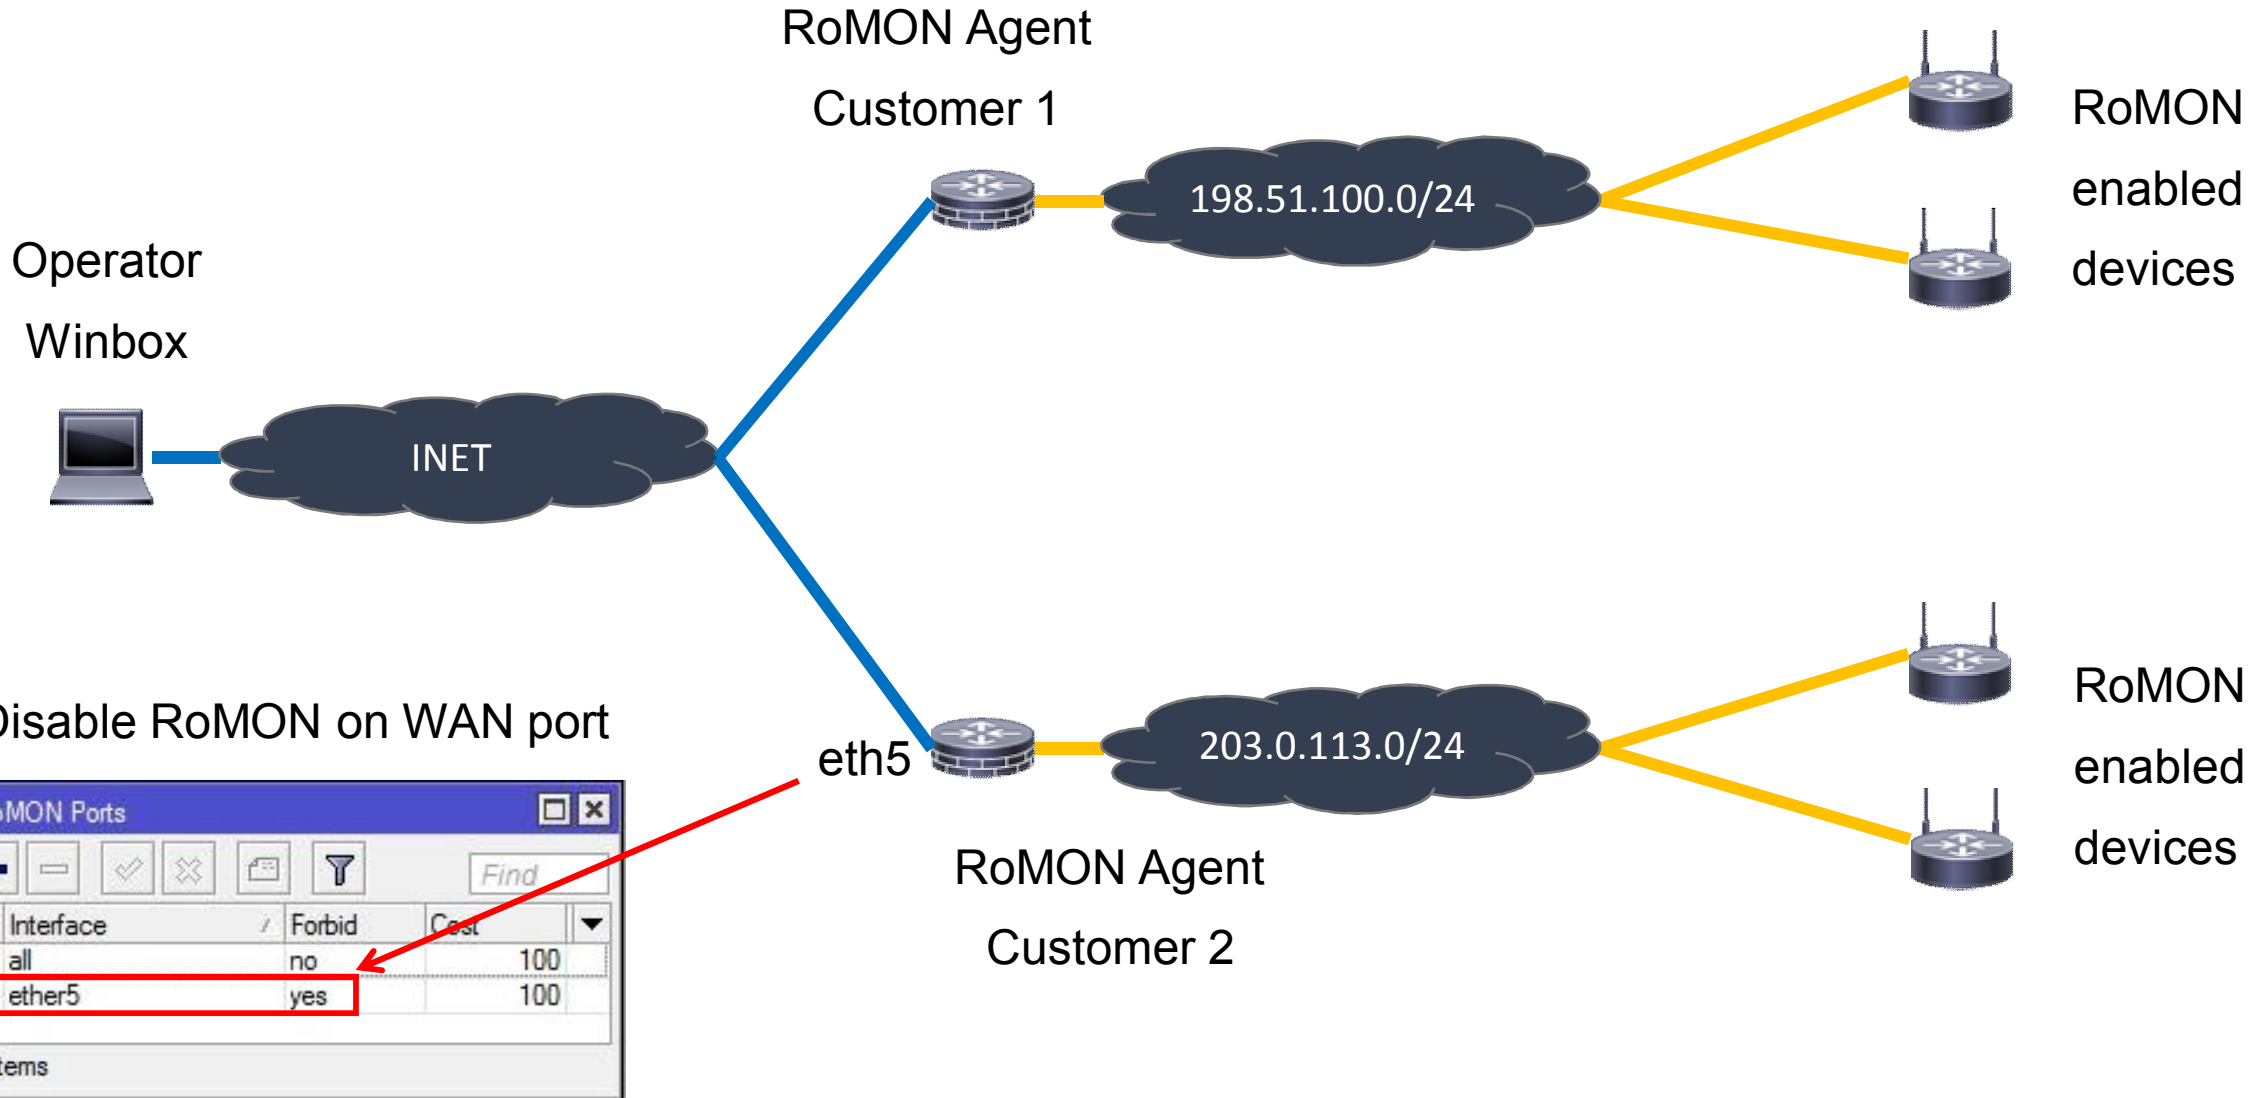 RoMON Agent
Customer 1
RoMON
enabled
devices
198.51.100.0/24
Operator
Winbox
INET
Disable RoMON on WAN port
eth5
203.0.113.0/24
RoMON
enabled
devices
RoMON Agent
Customer 2
oMON Ports
Find
Interface Forbid Cost
all no 100
ether5 yes 100
tems